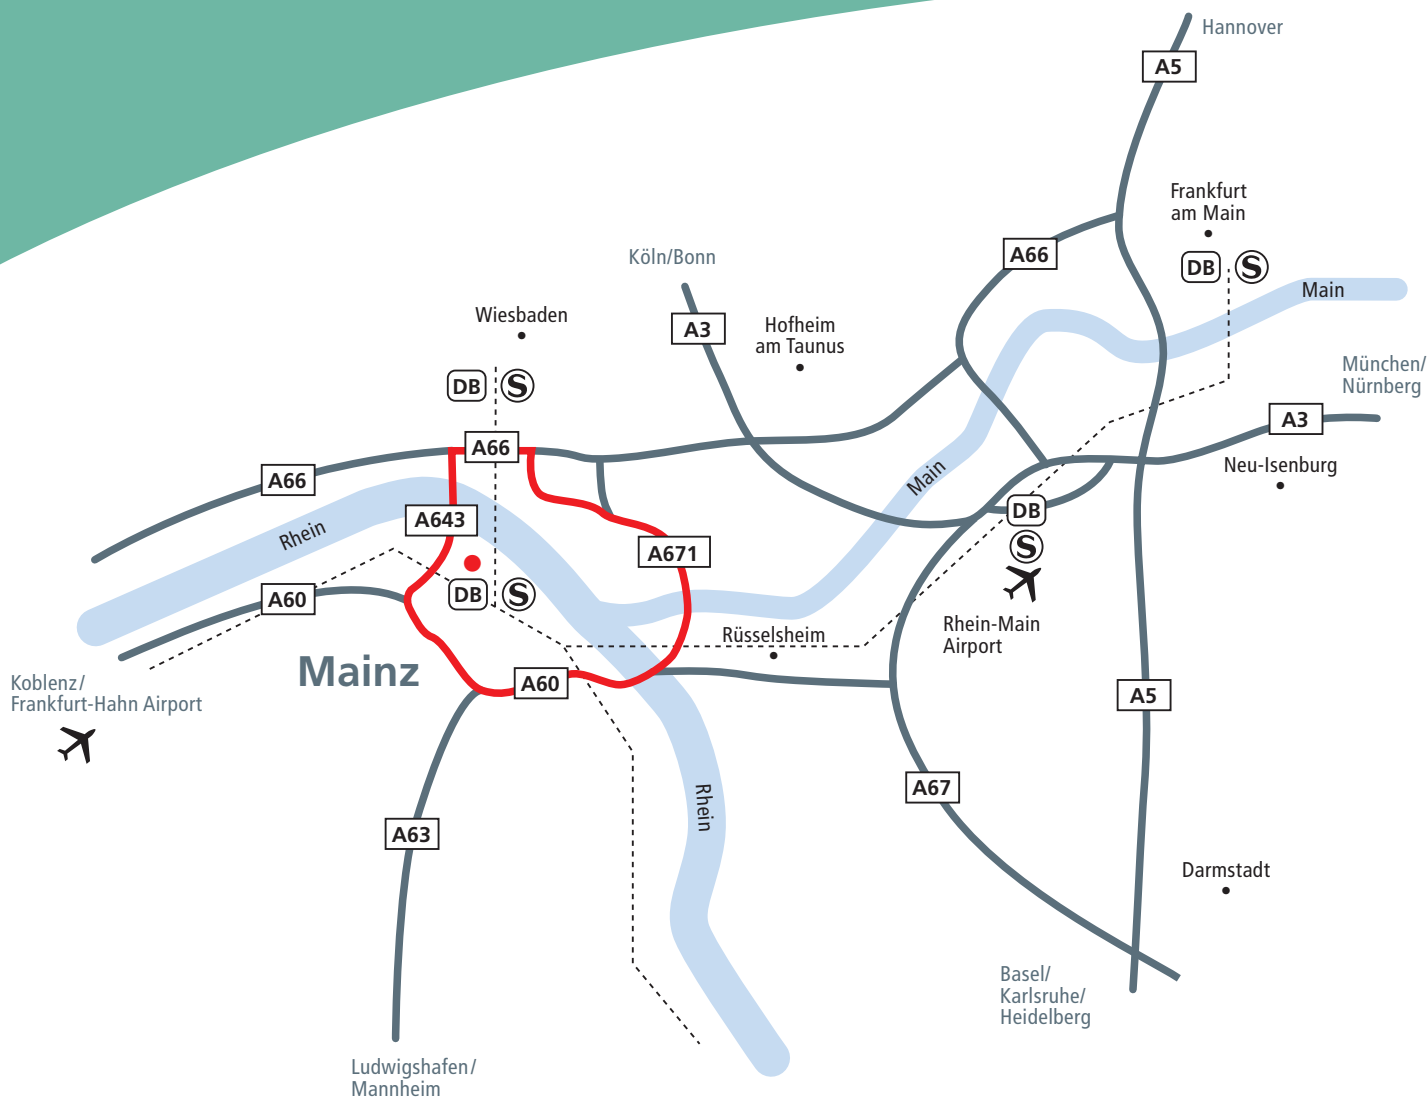 Hannover
A5
Frankfurt
am Main
DB S
A66
Köln/Bonn
A3
Hofheim
am Taunus
Main
Wiesbaden
DB S
München/
Nürnberg
A3
Neu-Isenburg
A66
A66
Main
Rhein
A643
DB
S
A671
A60
DB S
Rhein-Main
Airport
Rüsselsheim
Mainz
A60
Koblenz/
Frankfurt-Hahn Airport
A5
A67
Rhein
A63
Darmstadt
Basel/
Karlsruhe/
Heidelberg
Ludwigshafen/
Mannheim